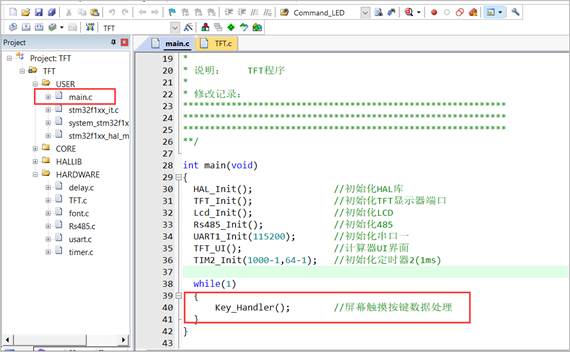 Command_LED
TFT
Project
Project: TFT
TFT
USER
main.c
stm32f1xx_it.c
system_stm32f1
stm32f1xx_hal_m
CORE
HALLIB
HARDWARE
delay.c
TFT.c
font.c
Rs485.c
usart.c
timer.c
main.c TFT.c
19 *
20 * 说明: TFT程序
21 *
22 * 修改记录:
23 *******************************************************
24 *******************************************************
25 *******************************************************
26 **/
27
28 int main(void)
29 {
30 HAL_Init(); //初始化HAL库
31 TFT_Init(); //初始化TFT显示器端口
32 Lcd_Init(); //初始化LCD
33 Rs485_Init(); //初始化485
34 UART1_Init(115200); //初始化串口一
35 TFT_UI(); //计算器UI界面
36 TIM2_Init(1000-1,64-1); //初始化定时器2(1ms)
37
38 while(1)
39 {
40 Key_Handler(); //屏幕触摸按键数据处理
41 }
42 }
43